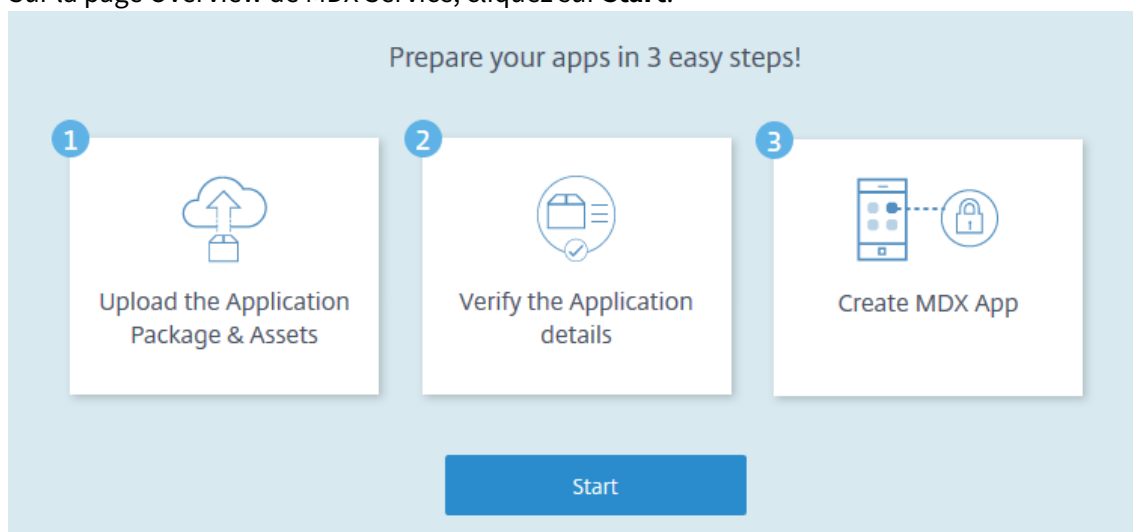 Sur la page Overview de MDX Service, cliquez sur Start.
Prepare your apps in 3 easy steps!
1
Upload the Application
Package & Assets
2
Verify the Application
details
3
Create MDX App
Start